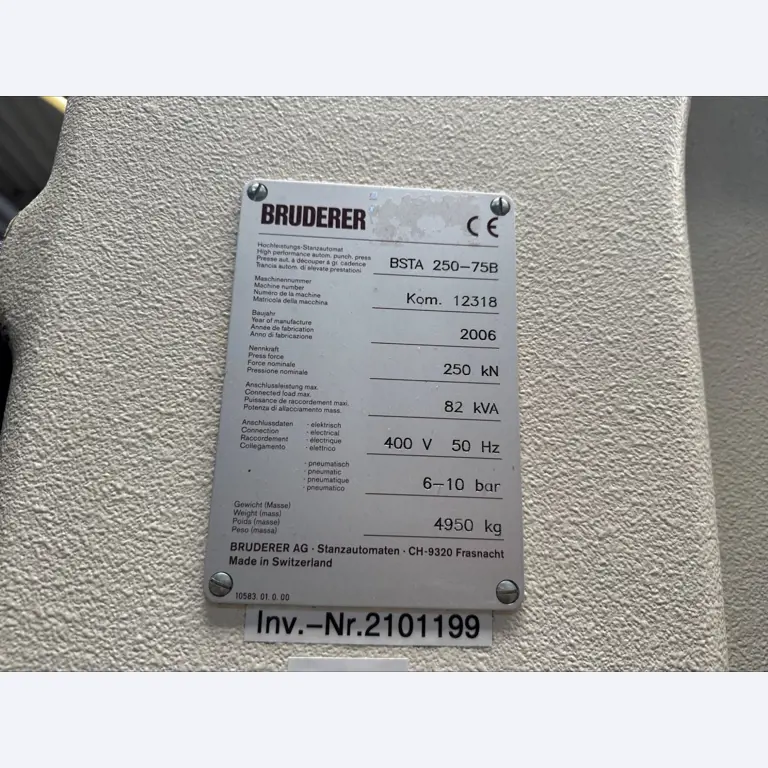 BRUDERER CE
Hochleistungs-Stanzautomat
High performance autom. punch. press
Presse aut. à découper à gr. cadence
Trancia autom. di elevate prestationi
BSTA 250-75B
Maschinennummer
Machine number
Numéro de la machine
Matricola della macchina
Kom. 12318
Baujahr
Year of manufacture
Année de fabrication
Anno di fabricazione
2006
Nennkraft
Press force
Force nominale
Pressione nominale
250 kN
Anschlussleistung max.
Connected load max.
Puissance de raccordement maxi.
Potenza di allacciamento mass.
82 kVA
Anschlussdaten - elektrisch
Connection - electrical
Raccordement - électrique
Collegamento - elettrico
400 V 50 Hz
- pneumatisch
- pneumatic
- pneumatique
- pneumatico
6-10 bar
Gewicht (Masse)
Weight (mass)
Poids (masse)
Peso (massa)
4950 kg
BRUDERER AG · Stanzautomaten · CH-9320 Frasnacht
Made in Switzerland
10583. 01. 0. 00
Inv.-Nr.2101199